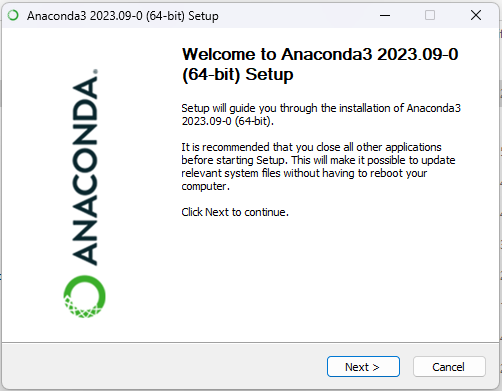 Anaconda3 2023.09-0 (64-bit) Setup
ANACONDA.
Welcome to Anaconda3 2023.09-0
(64-bit) Setup
Setup will guide you through the installation of Anaconda3
2023.09-0 (64-bit).
It is recommended that you close all other applications
before starting Setup. This will make it possible to update
relevant system files without having to reboot your
computer.
Click Next to continue.
Next >
Cancel